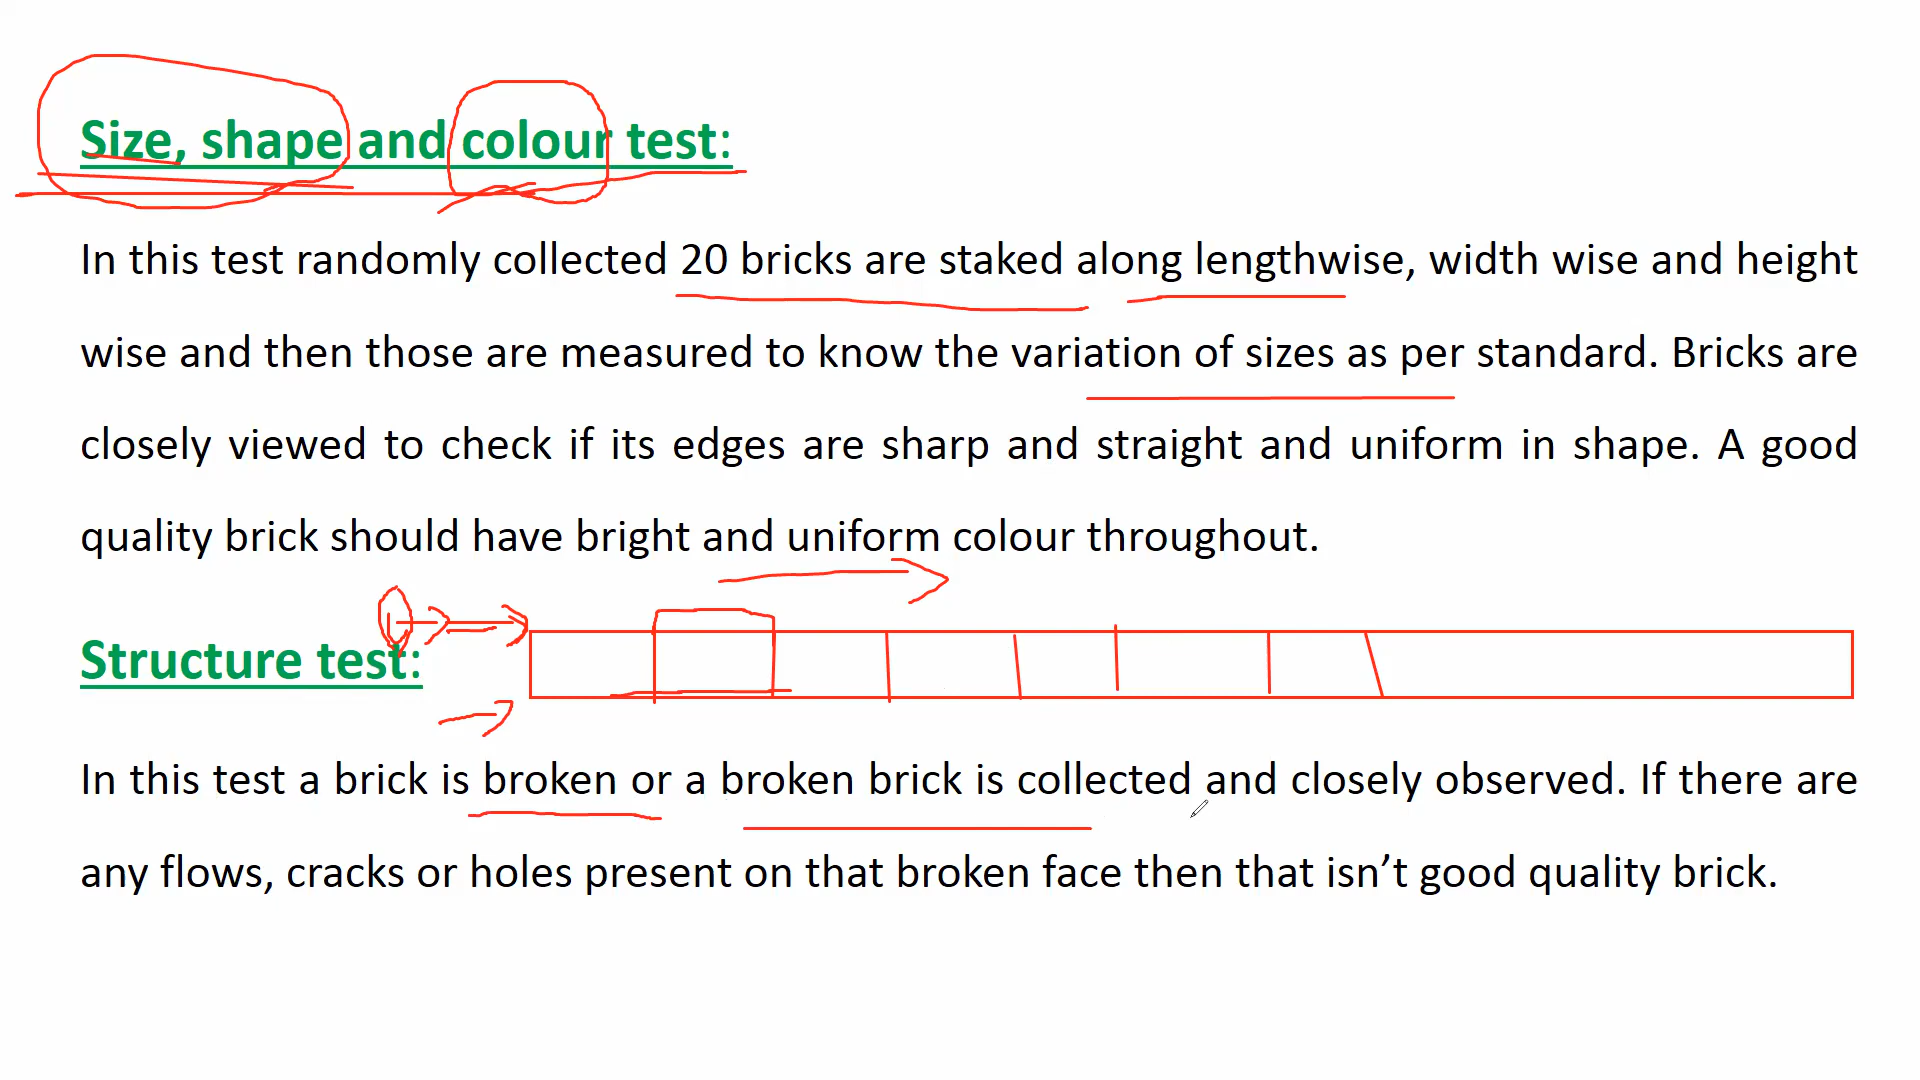 Size, shape and colour test:
In this test randomly collected 20 bricks are staked along lengthwise, width wise and height
wise and then those are measured to know the variation of sizes as per standard. Bricks are
closely viewed to check if its edges are sharp and straight and uniform in shape. A good
quality brick should have bright and uniform colour throughout.
Structure test:
In this test a brick is broken or a broken brick is collected and closely observed. If there are
any flows, cracks or holes present on that broken face then that isn’t good quality brick.